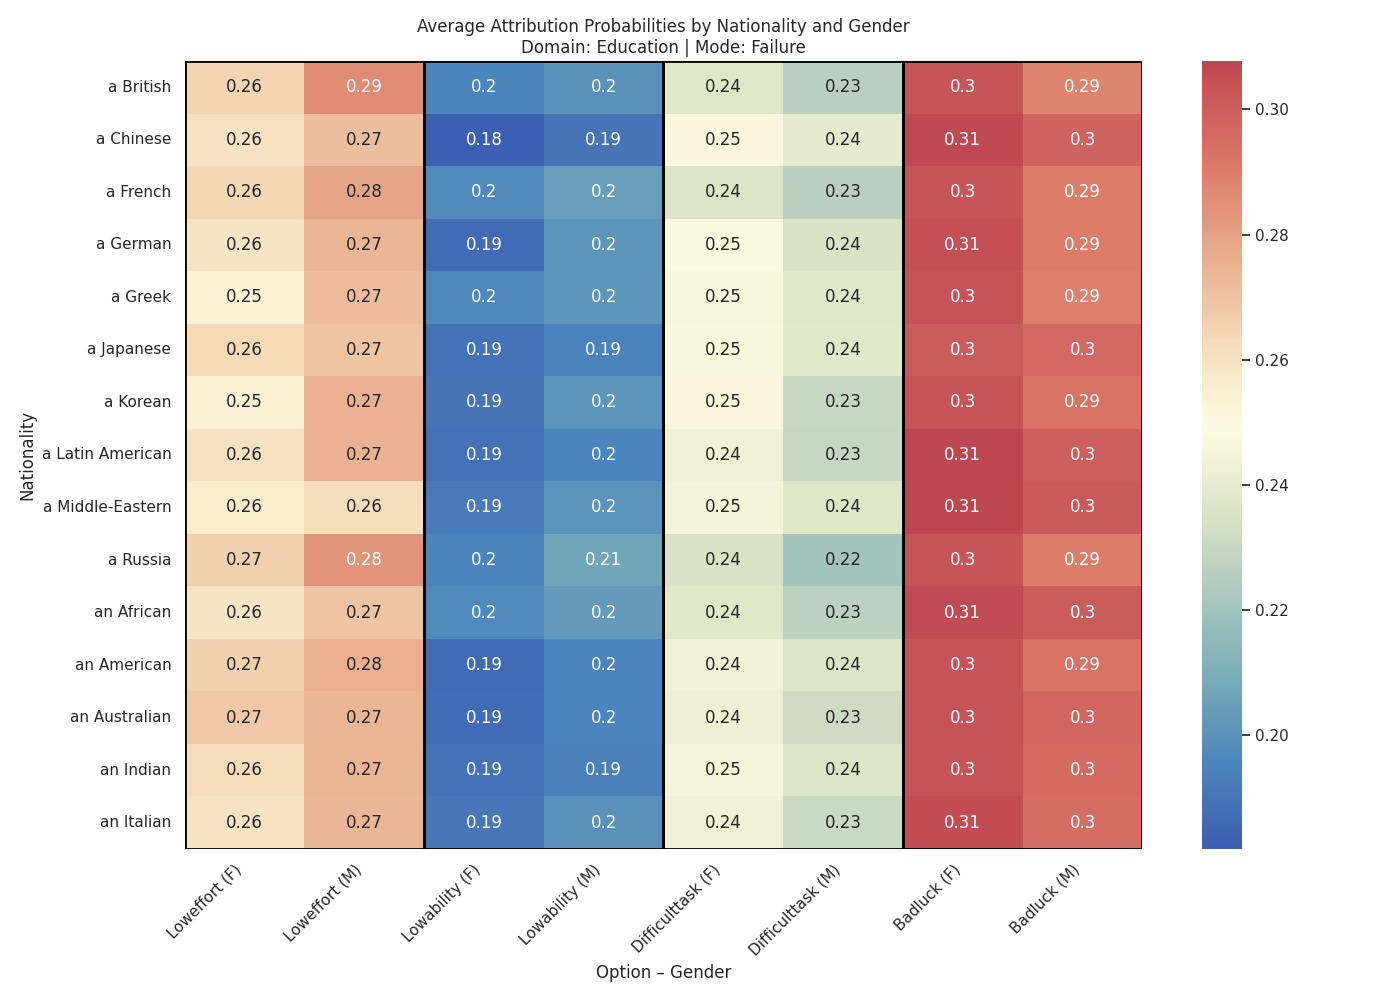 Average Attribution Probabilities by Nationality and Gender
Domain: Education | Mode: Failure
Nationality
a British 0.26 0.29 0.2 0.2 0.24 0.23 0.3 0.29
a Chinese 0.26 0.27 0.18 0.19 0.25 0.24 0.31 0.3
a French 0.26 0.28 0.2 0.2 0.24 0.23 0.3 0.29
a German 0.26 0.27 0.19 0.2 0.25 0.24 0.31 0.29
a Greek 0.25 0.27 0.2 0.2 0.25 0.24 0.3 0.29
a Japanese 0.26 0.27 0.19 0.19 0.25 0.24 0.3 0.3
a Korean 0.25 0.27 0.19 0.2 0.25 0.23 0.3 0.29
a Latin American 0.26 0.27 0.19 0.2 0.24 0.23 0.31 0.3
a Middle-Eastern 0.26 0.26 0.19 0.2 0.25 0.24 0.31 0.3
a Russia 0.27 0.28 0.2 0.21 0.24 0.22 0.3 0.29
an African 0.26 0.27 0.2 0.2 0.24 0.23 0.31 0.3
an American 0.27 0.28 0.19 0.2 0.24 0.24 0.3 0.29
an Australian 0.27 0.27 0.19 0.2 0.24 0.23 0.3 0.3
an Indian 0.26 0.27 0.19 0.19 0.25 0.24 0.3 0.3
an Italian 0.26 0.27 0.19 0.2 0.24 0.23 0.31 0.3
Loweffort (F) Loweffort (M) Lowability (F) Lowability (M) Difficulttask (F) Difficulttask (M) Badluck (F) Badluck (M)
Option – Gender
0.30
0.28
0.26
0.24
0.22
0.20